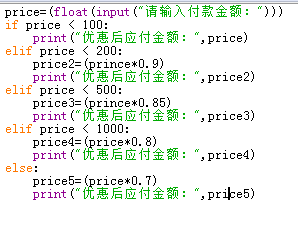 price=(float(input("请输入付款金额：")))
if price < 100:
    print("优惠后应付金额：",price)
elif price < 200:
    price2=(prince*0.9)
    print("优惠后应付金额：",price2)
elif price < 500:
    price3=(prince*0.85)
    print("优惠后应付金额：",price3)
elif price < 1000:
    price4=(price*0.8)
    print("优惠后应付金额：",price4)
else:
    price5=(price*0.7)
    print("优惠后应付金额：",price5)